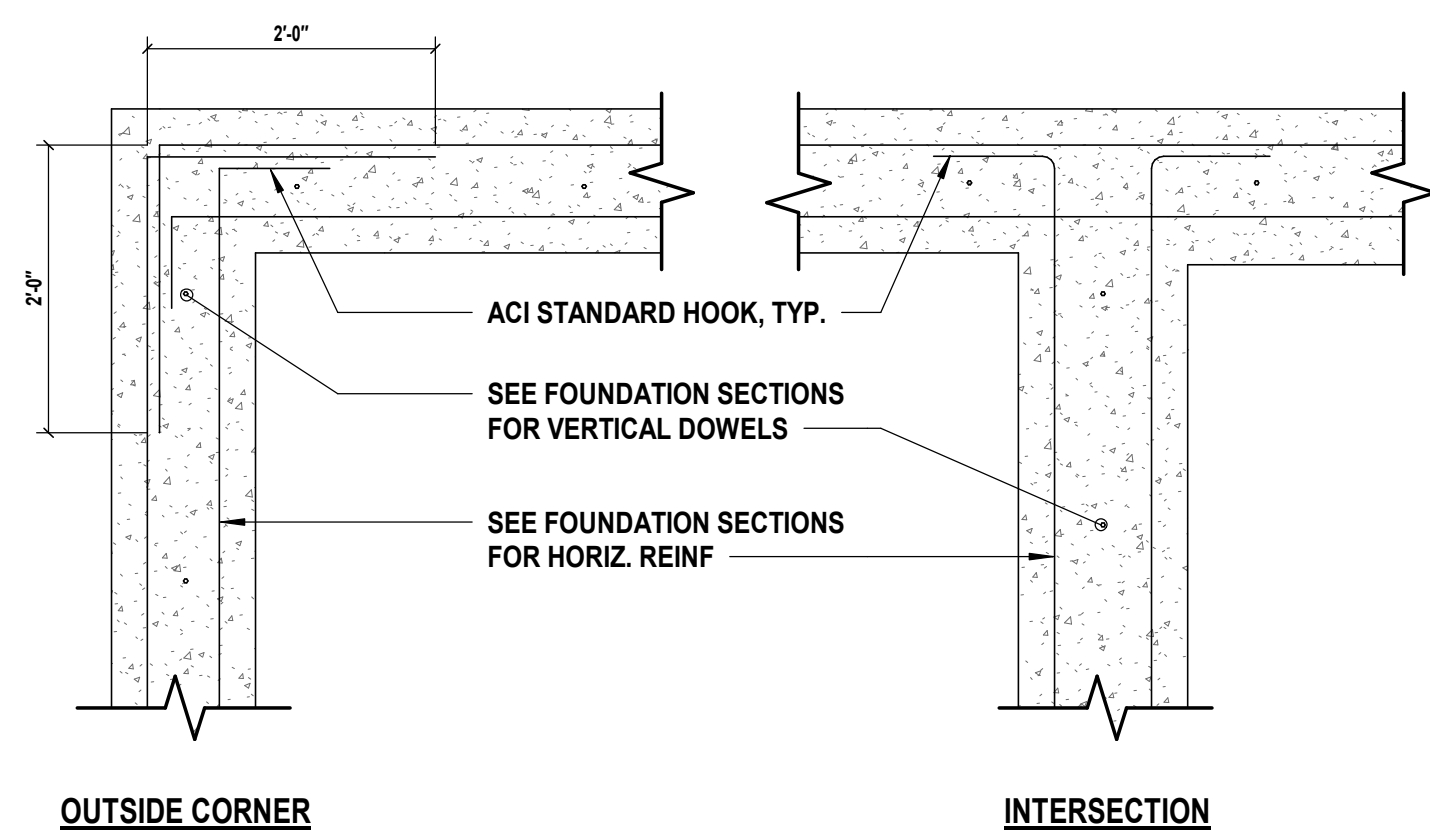 2'-0"
2'-0"
ACI STANDARD HOOK, TYP.
SEE FOUNDATION SECTIONS
FOR VERTICAL DOWELS
SEE FOUNDATION SECTIONS
FOR HORIZ. REINF
OUTSIDE CORNER
INTERSECTION